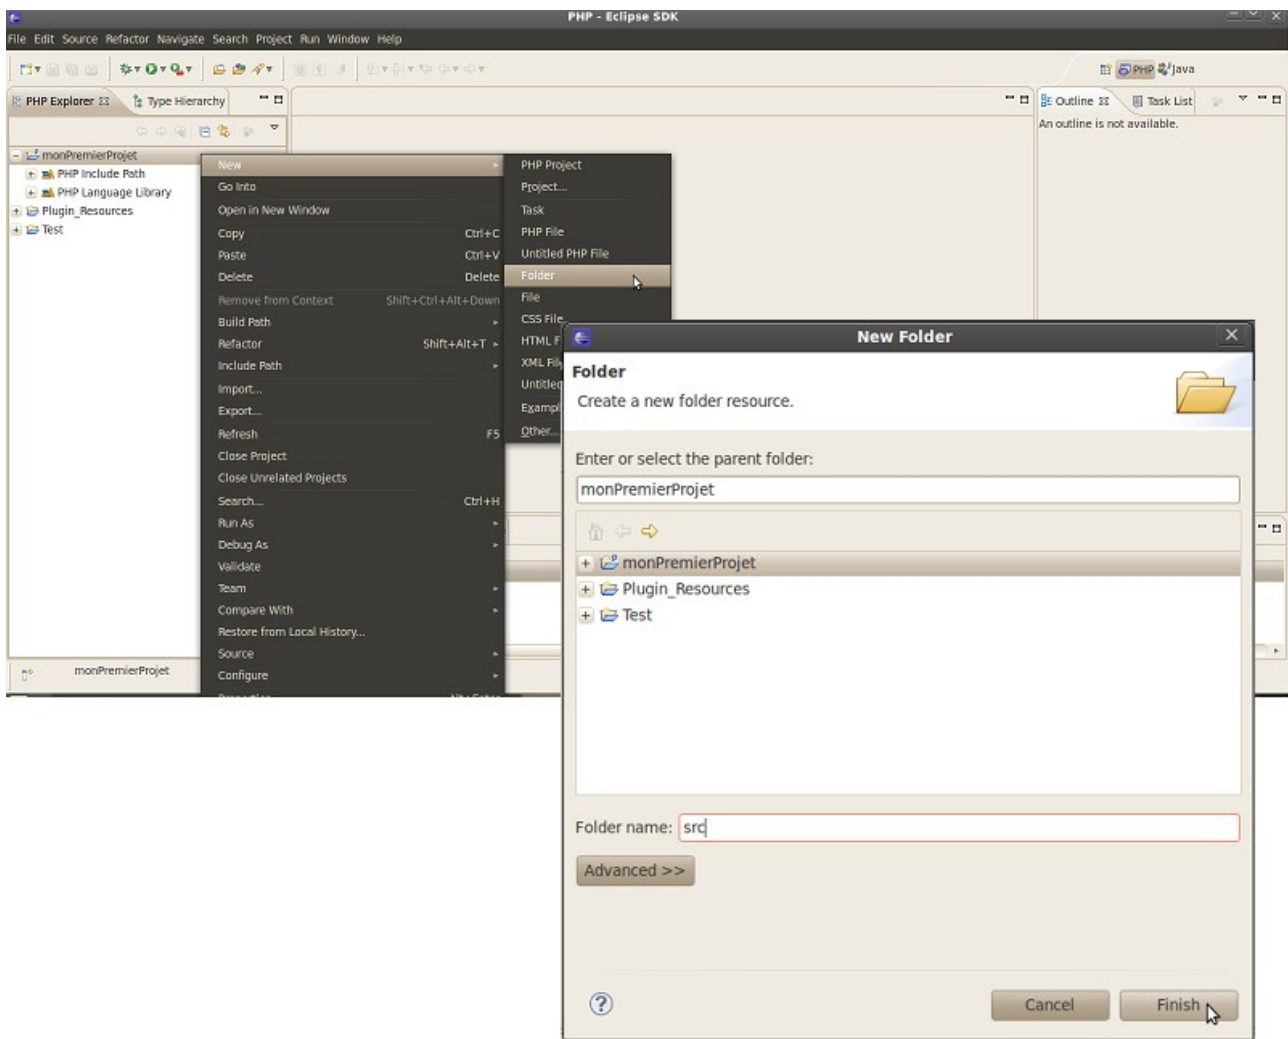 PHP - Eclipse SDK
File Edit Source Refactor Navigate Search Project Run Window Help
PHP Java
PHP Explorer Type Hierarchy
Outline Task List
An outline is not available.
monPremierProjet
PHP Include Path
PHP Language Library
Plugin_Resources
Test
New
Go Into
Open in New Window
Copy Ctrl+C
Paste Ctrl+V
Delete Delete
Remove from Context Shift+Ctrl+Alt+Down
Build Path
Refactor Shift+Alt+T
Include Path
Import...
Export...
Refresh F5
Close Project
Close Unrelated Projects
Search... Ctrl+H
Run As
Debug As
Validate
Team
Compare With
Restore from Local History...
Source
Configure
monPremierProjet
PHP Project
Project...
Task
PHP File
Untitled PHP File
Folder
File
CSS File
HTML F
XML Fil
Untitled
Exampl
Other...
New Folder
Folder
Create a new folder resource.
Enter or select the parent folder:
monPremierProjet
monPremierProjet
Plugin_Resources
Test
Folder name: src
Advanced >>
?
Cancel Finish